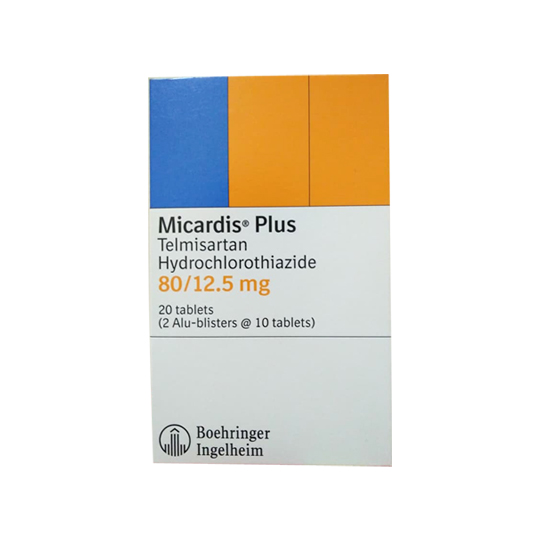 Micardis® Plus
Telmisartan
Hydrochlorothiazide
80/12.5 mg
20 tablets
(2 Alu-blisters @ 10 tablets)
Boehringer
Ingelheim